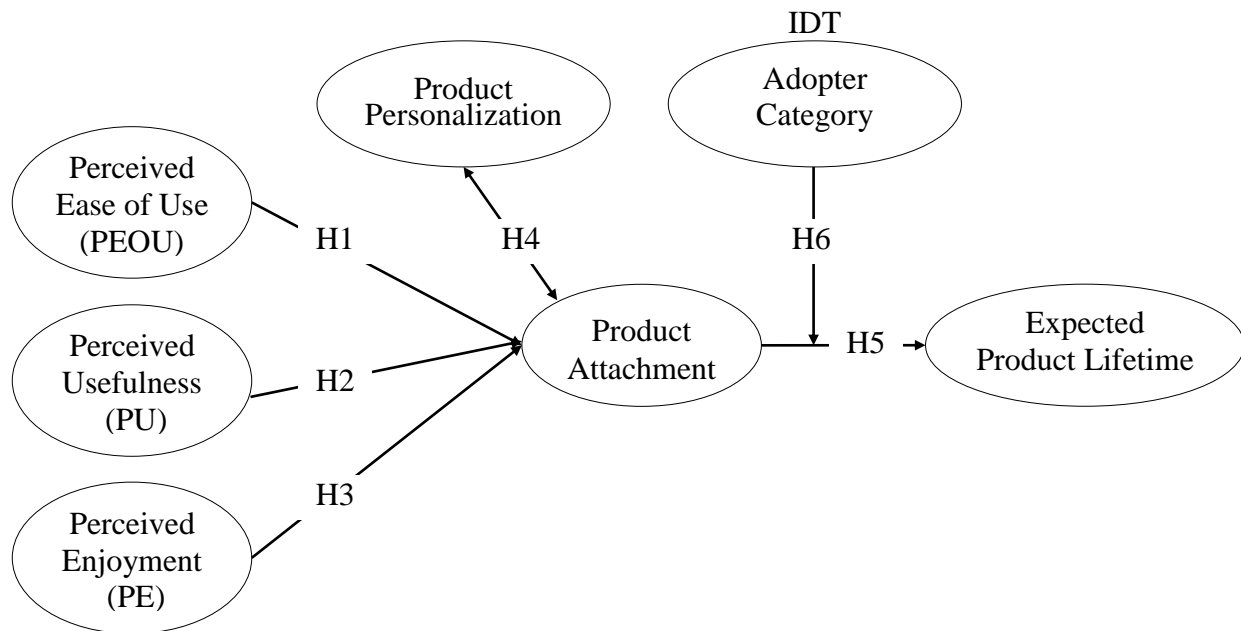 IDT
Adopter
Category
Product
Personalization
Perceived
Ease of Use
(PEOU)
H1
H4
H6
Perceived
Usefulness
(PU)
H2
Product
Attachment
H5
Expected
Product Lifetime
H3
Perceived
Enjoyment
(PE)